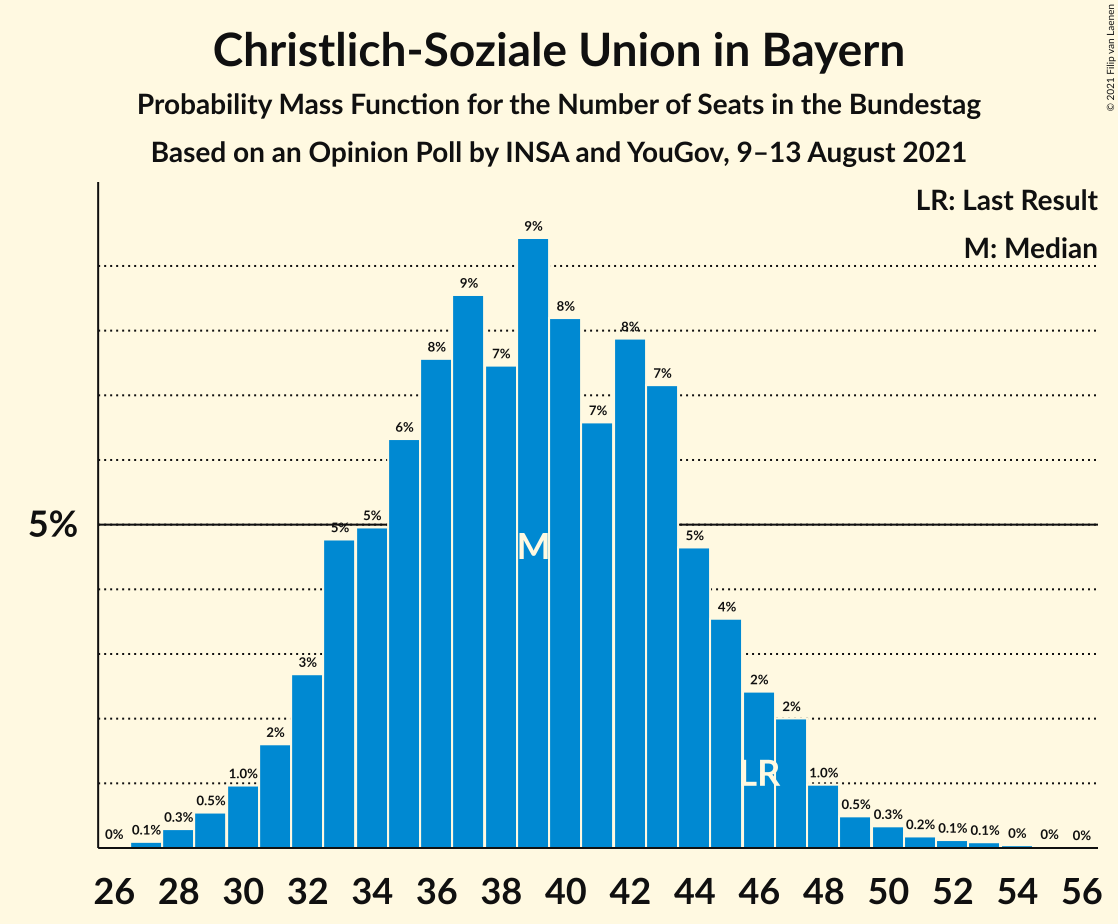 Christlich-Soziale Union in Bayern
Probability Mass Function for the Number of Seats in the Bundestag
Based on an Opinion Poll by INSA and YouGov, 9–13 August 2021
© 2021 Filip van Laenen
LR: Last Result
M: Median
5%
0% 0.1% 0.3% 0.5% 1.0% 2% 3% 5% 5% 6% 8% 9% 7% 9% 8% 7% 8% 7% 5% 4% 2% 2% 1.0% 0.5% 0.3% 0.2% 0.1% 0.1% 0% 0% 0%
M
LR
26 28 30 32 34 36 38 40 42 44 46 48 50 52 54 56